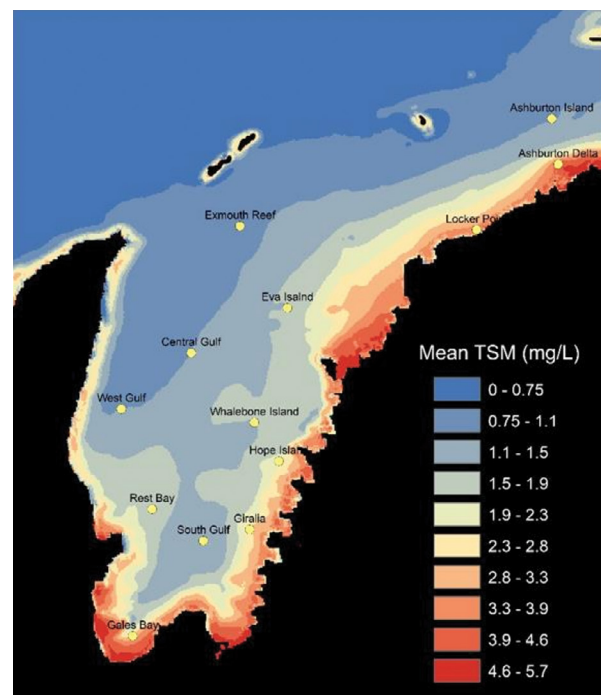 Ashburton Island
Ashburton Delta
Exmouth Reef
Locker Poi
Eva Isalnd
Central Gulf
Mean TSM (mg/L)
0 - 0.75
West Gulf
0.75 - 1.1
Whalebone Island
1.1 - 1.5
Hope Islan
1.5 - 1.9
Rest Bay
1.9 - 2.3
Giralia
South Gulf
2.3 - 2.8
2.8 - 3.3
3.3 - 3.9
Gales Bay
3.9 - 4.6
4.6 - 5.7